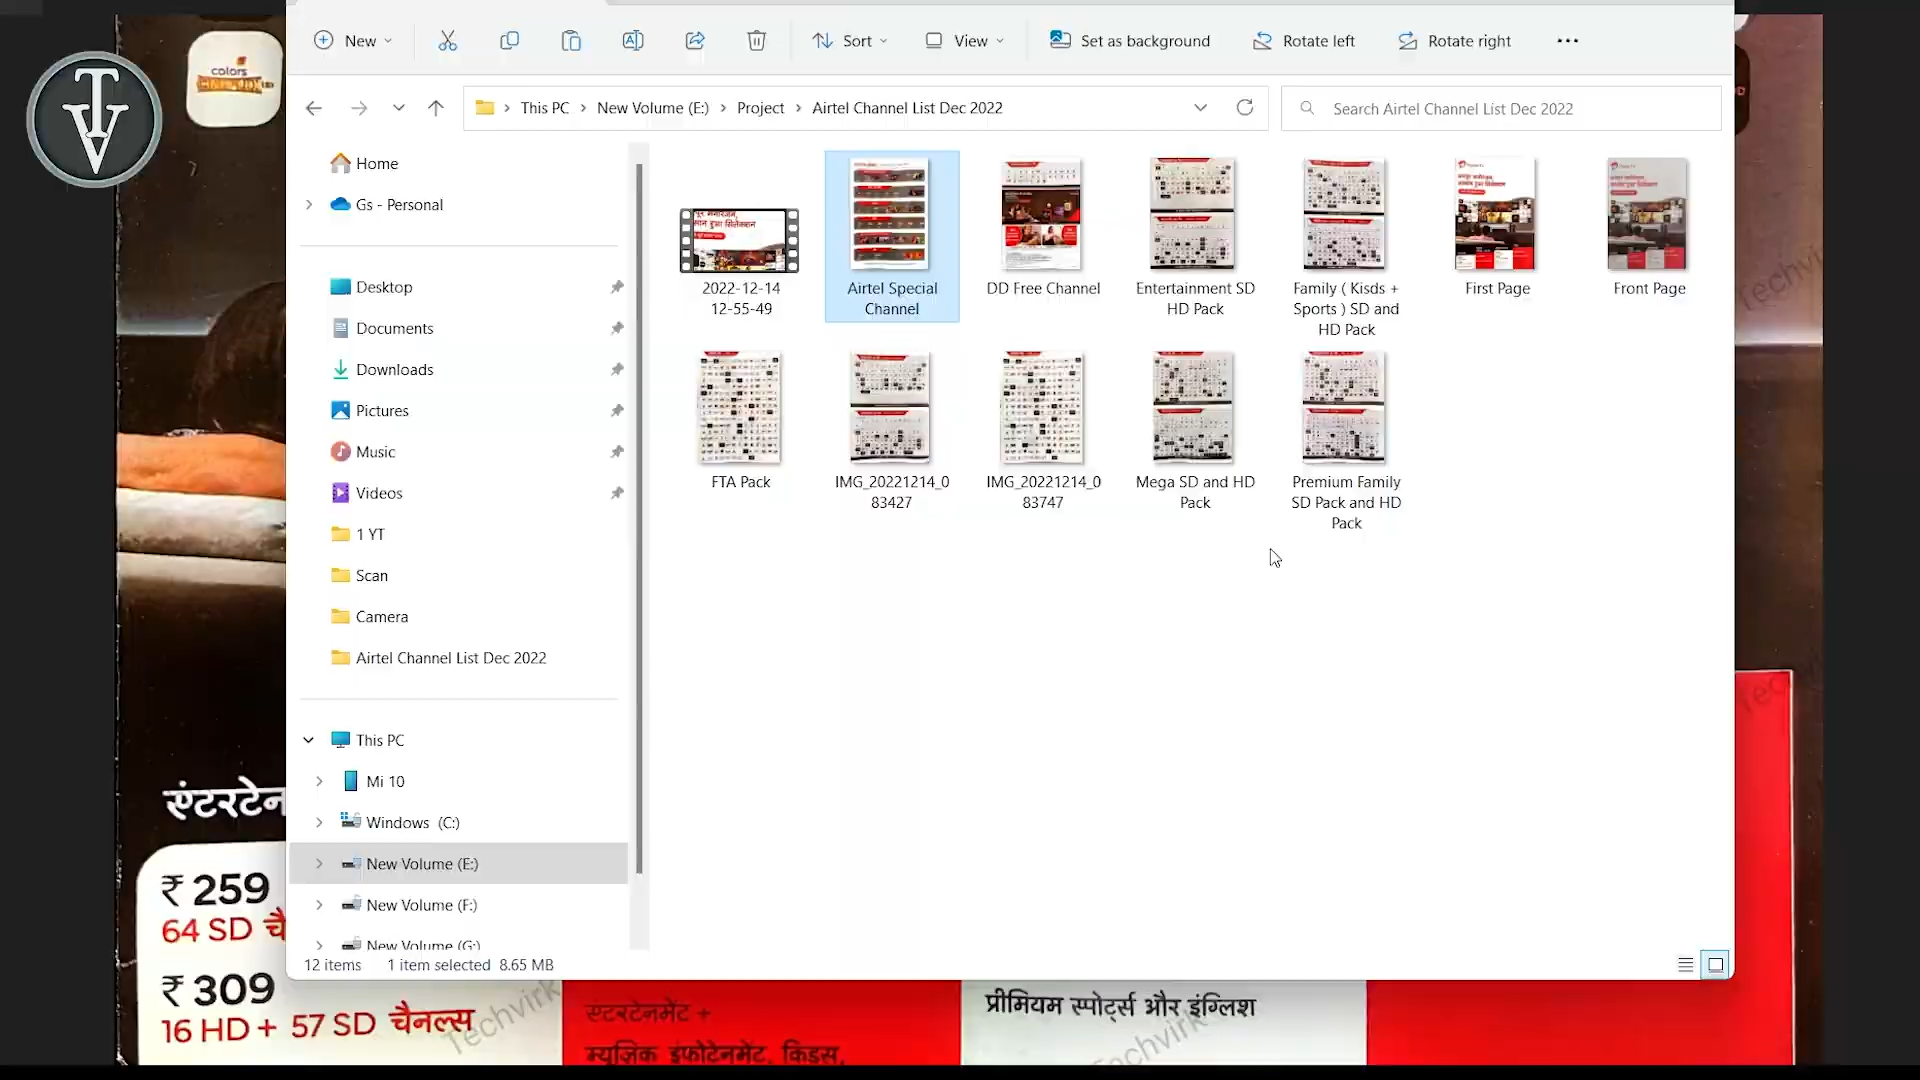 New
Sort
View
Set as background
Rotate left
Rotate right
TV
colors
This PC
New Volume (E:)
Project
Airtel Channel List Dec 2022
Search Airtel Channel List Dec 2022
Home
Gs - Personal
Desktop
Documents
Downloads
Pictures
Music
Videos
1 YT
Scan
Camera
Airtel Channel List Dec 2022
This PC
Mi 10
Windows (C:)
New Volume (E:)
New Volume (F:)
New Volume (G:)
2022-12-14
12-55-49
Airtel Special
Channel
DD Free Channel
Entertainment SD
HD Pack
Family ( Kisds +
Sports ) SD and
HD Pack
First Page
Front Page
FTA Pack
IMG_20221214_0
83427
IMG_20221214_0
83747
Mega SD and HD
Pack
Premium Family
SD Pack and HD
Pack
12 items
1 item selected 8.65 MB
₹ 259
64 SD
₹ 309
16 HD + 57 SD चैनल्स
एंटरटेनमेंट +
म्यूजिक इंफोटेनमेंट, किड्स,
प्रीमियम स्पोर्ट्स और इंग्लिश
Techvirk